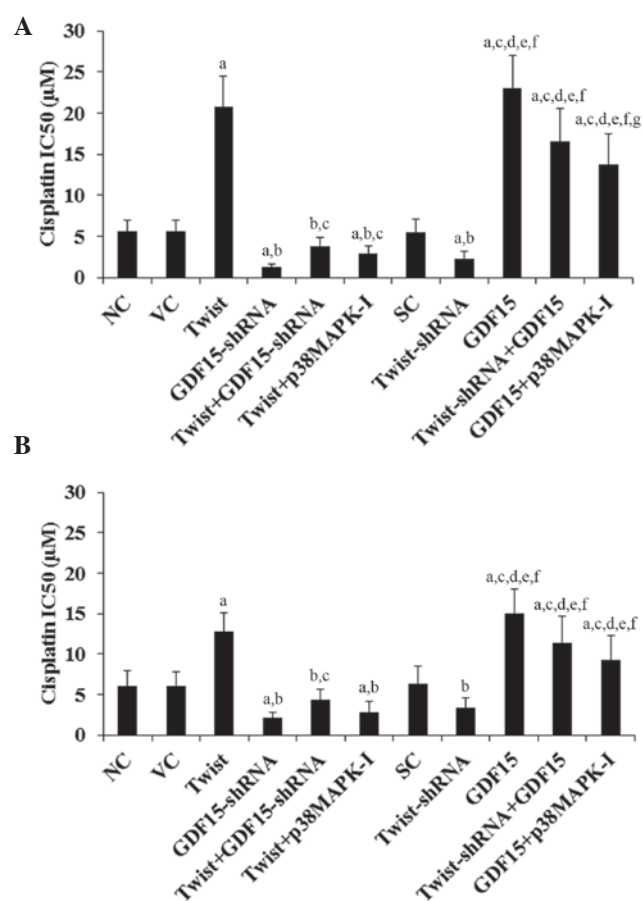 A
Cisplatin IC50 (µM)
30
25
20
15
10
5
0
a
a,b
b,c
a,b,c
a,b
a,c,d,e,f
a,c,d,e,f
a,c,d,e,f,g
NC
VC
Twist
GDF15-shRNA
Twist+GDF15-shRNA
Twist+p38MAPK-I
SC
Twist-shRNA
GDF15
Twist-shRNA+GDF15
GDF15+p38MAPK-I
B
Cisplatin IC50 (µM)
30
25
20
15
10
5
0
a
a,b
b,c
a,b
b
a,c,d,e,f
a,c,d,e,f
a,c,d,e,f
NC
VC
Twist
GDF15-shRNA
Twist+GDF15-shRNA
Twist+p38MAPK-I
SC
Twist-shRNA
GDF15
Twist-shRNA+GDF15
GDF15+p38MAPK-I